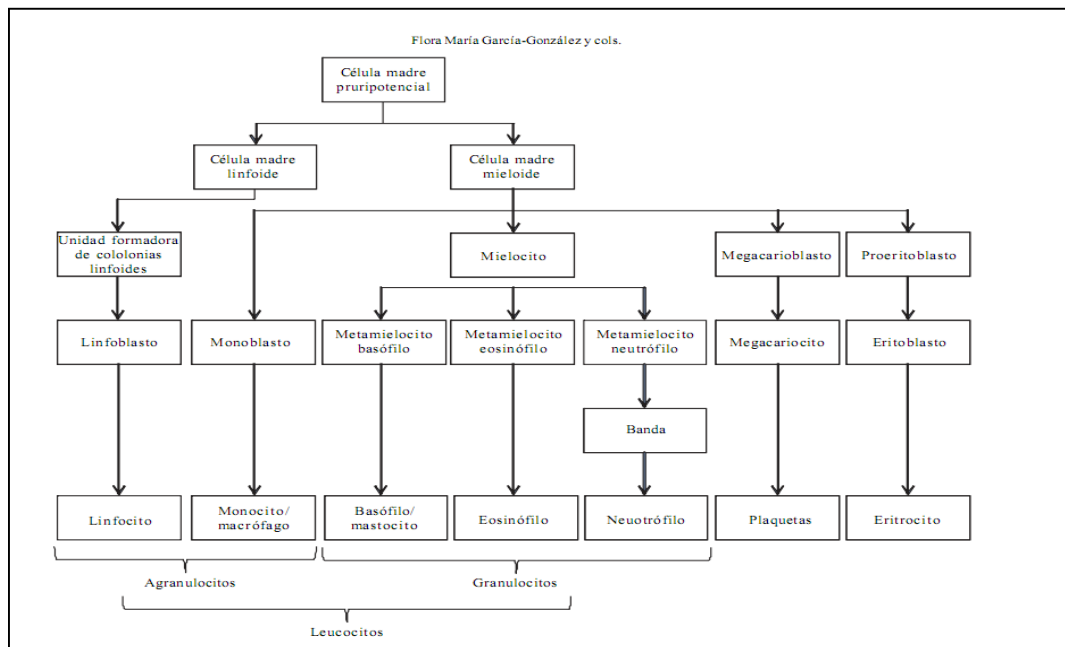 Flora María García-González y cols.
Célula madre
pruripotencial
Célula madre
linfoide
Célula madre
mieloide
Unidad formadora
de cololonias
linfoides
Mielocito
Megacarioblasto
Proeritoblasto
Linfoblasto
Monoblasto
Metamielocito
basófilo
Metamielocito
eosinófilo
Metamielocito
neutrófilo
Megacariocito
Eritoblasto
Banda
Linfocito
Monocito/
macrófago
Basófilo/
mastocito
Eosinófilo
Neuotrófilo
Plaquetas
Eritrocito
Agranulocitos
Granulocitos
Leucocitos